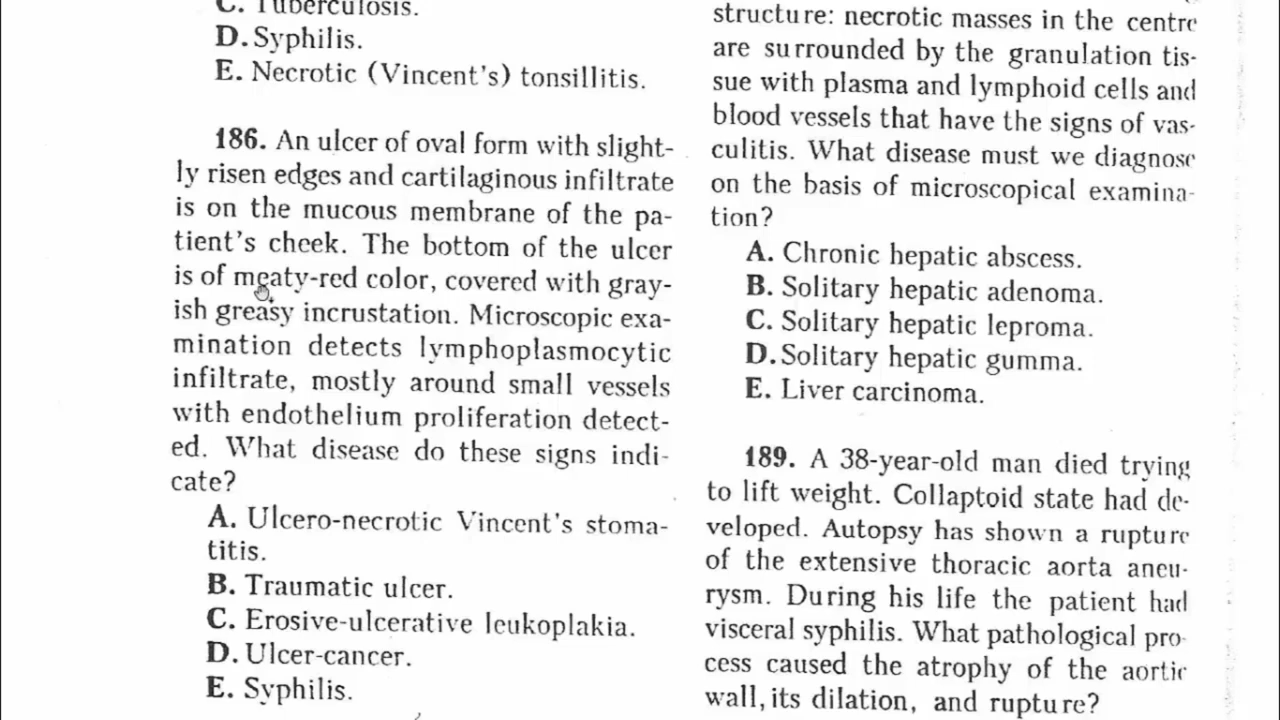 C. Tuberculosis.
D. Syphilis.
E. Necrotic (Vincent's) tonsillitis.
186. An ulcer of oval form with slight-
ly risen edges and cartilaginous infiltrate
is on the mucous membrane of the pa-
tient's cheek. The bottom of the ulcer
is of meaty-red color, covered with gray-
ish greasy incrustation. Microscopic exa-
mination detects lymphoplasmocytic
infiltrate, mostly around small vessels
with endothelium proliferation detect-
ed. What disease do these signs indi-
cate?
A. Ulcero-necrotic Vincent's stoma-
titis.
B. Traumatic ulcer.
C. Erosive-ulcerative leukoplakia.
D. Ulcer-cancer.
E. Syphilis.
structure: necrotic masses in the centre
are surrounded by the granulation tis-
sue with plasma and lymphoid cells and
blood vessels that have the signs of vas-
culitis. What disease must we diagnose
on the basis of microscopical examina-
tion?
A. Chronic hepatic abscess.
B. Solitary hepatic adenoma.
C. Solitary hepatic leproma.
D. Solitary hepatic gumma.
E. Liver carcinoma.
189. A 38-year-old man died trying
to lift weight. Collaptoid state had de-
veloped. Autopsy has shown a rupture
of the extensive thoracic aorta aneu-
rysm. During his life the patient had
visceral syphilis. What pathological pro-
cess caused the atrophy of the aortic
wall, its dilation, and rupture?